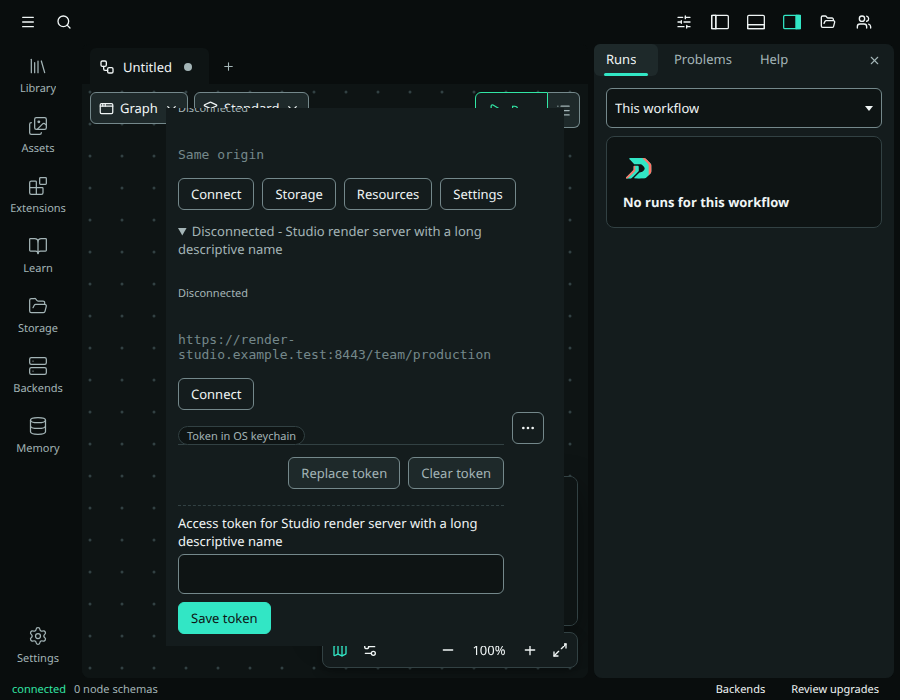 Untitled
Runs
Problems
Help
Library
Assets
Extensions
Learn
Storage
Backends
Memory
Settings
Graph
Standard
Disconnected
Same origin
Connect
Storage
Resources
Settings
Disconnected - Studio render server with a long
descriptive name
Disconnected
https://render-
studio.example.test:8443/team/production
Connect
Token in OS keychain
Replace token
Clear token
Access token for Studio render server with a long
descriptive name
Save token
100%
This workflow
No runs for this workflow
connected
0 node schemas
Backends
Review upgrades